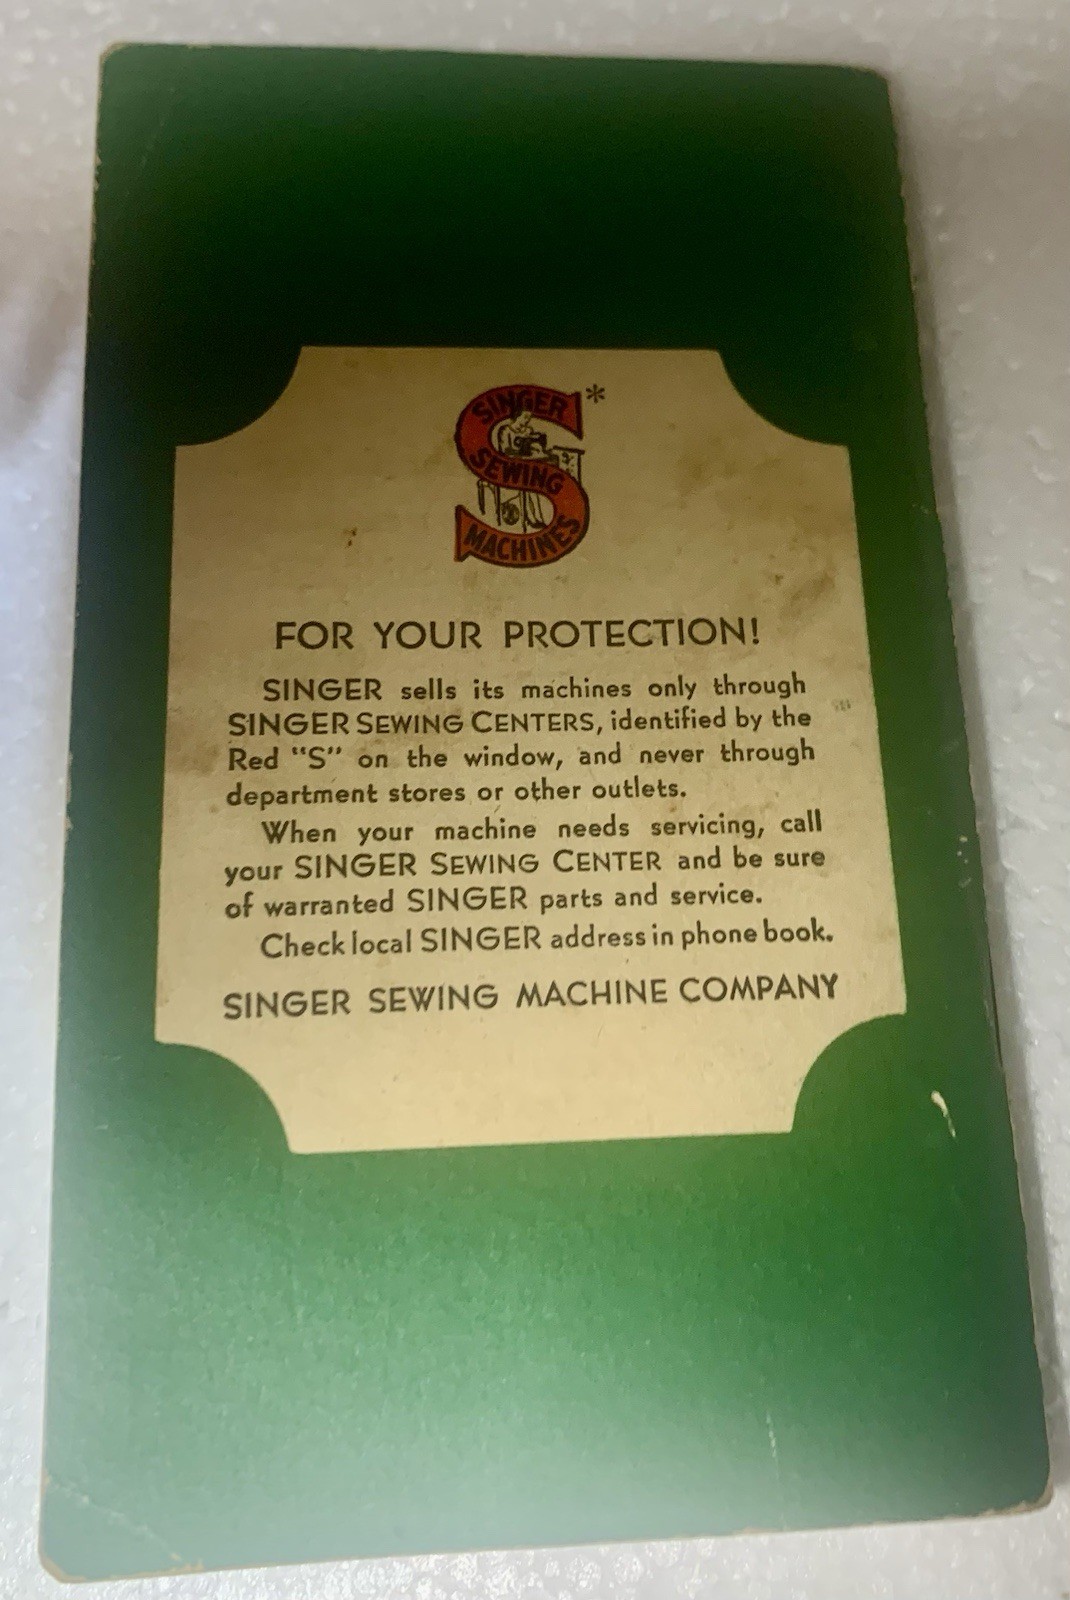 SINGER *
SEWING
MACHINES
FOR YOUR PROTECTION!
SINGER sells its machines only through
SINGER SEWING CENTERS, identified by the
Red "S" on the window, and never through
department stores or other outlets.
When your machine needs servicing, call
your SINGER SEWING CENTER and be sure
of warranted SINGER parts and service.
Check local SINGER address in phone book.
SINGER SEWING MACHINE COMPANY